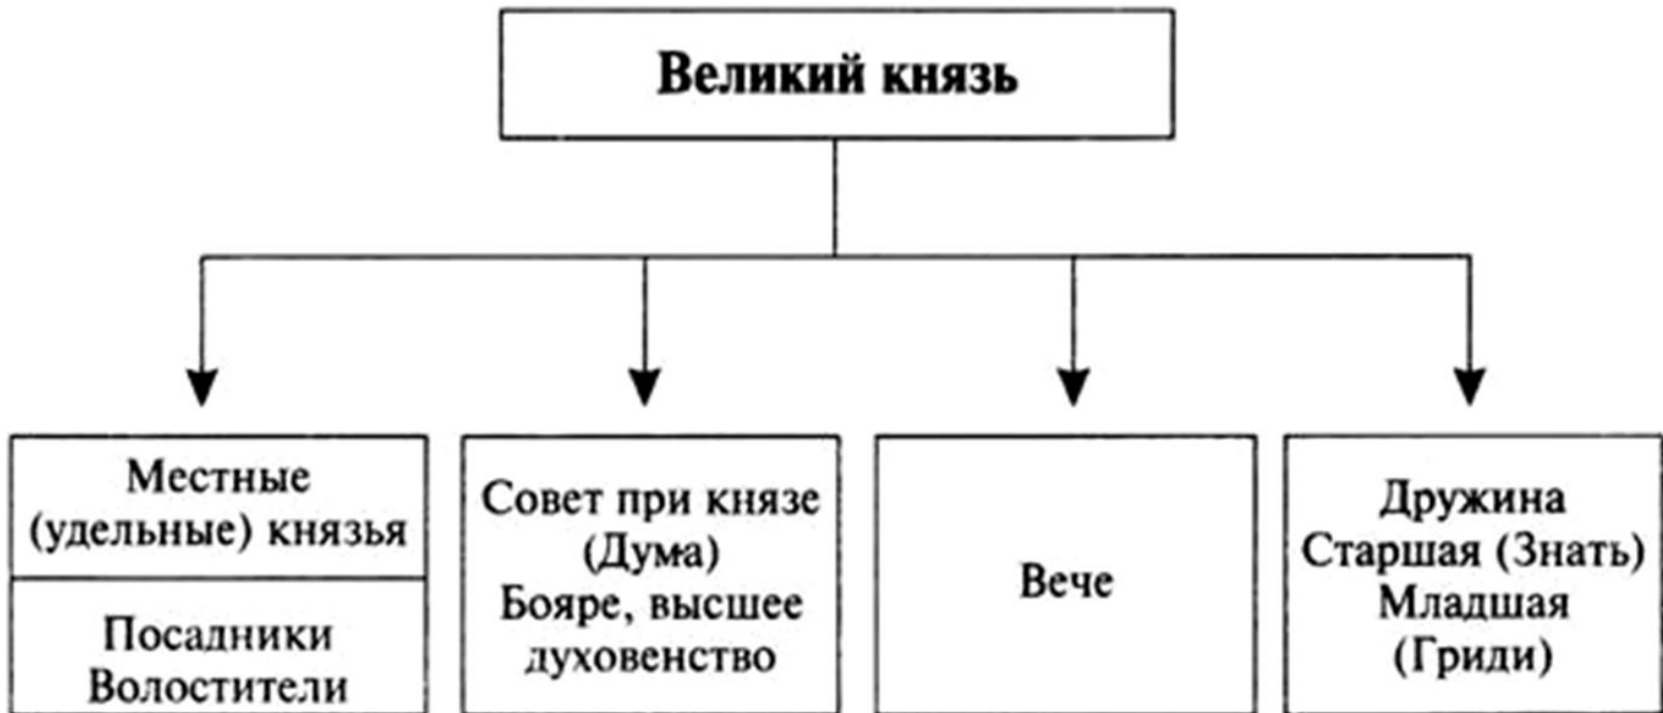 Великий князь
Местные
(удельные) князья
Посадники
Волостители
Совет при князе
(Дума)
Бояре, высшее
духовенство
Вече
Дружина
Старшая (Знать)
Младшая
(Гриди)